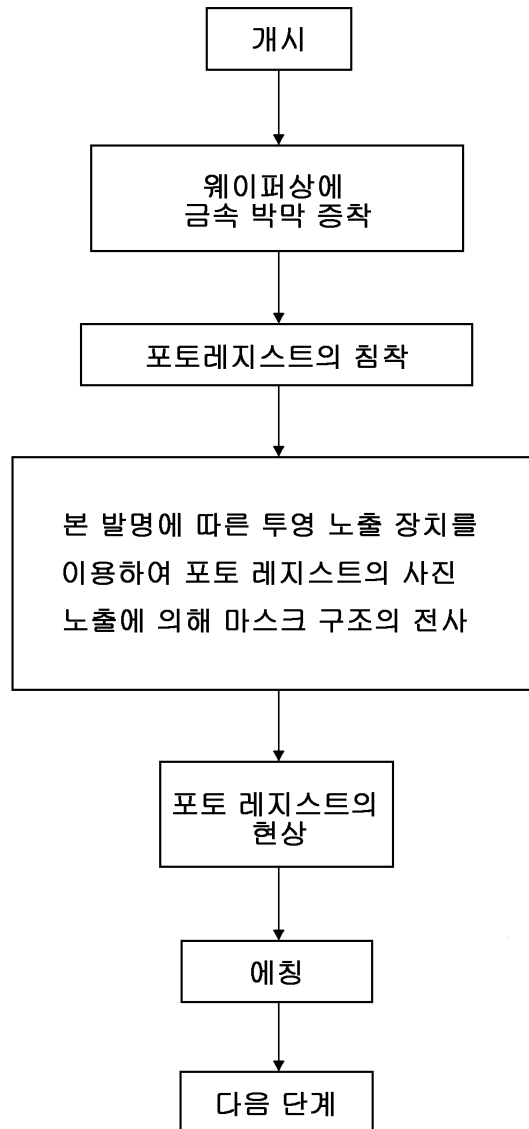 개시
웨이퍼상에
금속 박막 증착
포토레지스트의 침착
본 발명에 따른 투영 노출 장치를
이용하여 포토 레지스트의 사진
노출에 의해 마스크 구조의 전사
포토 레지스트의
현상
에칭
다음 단계